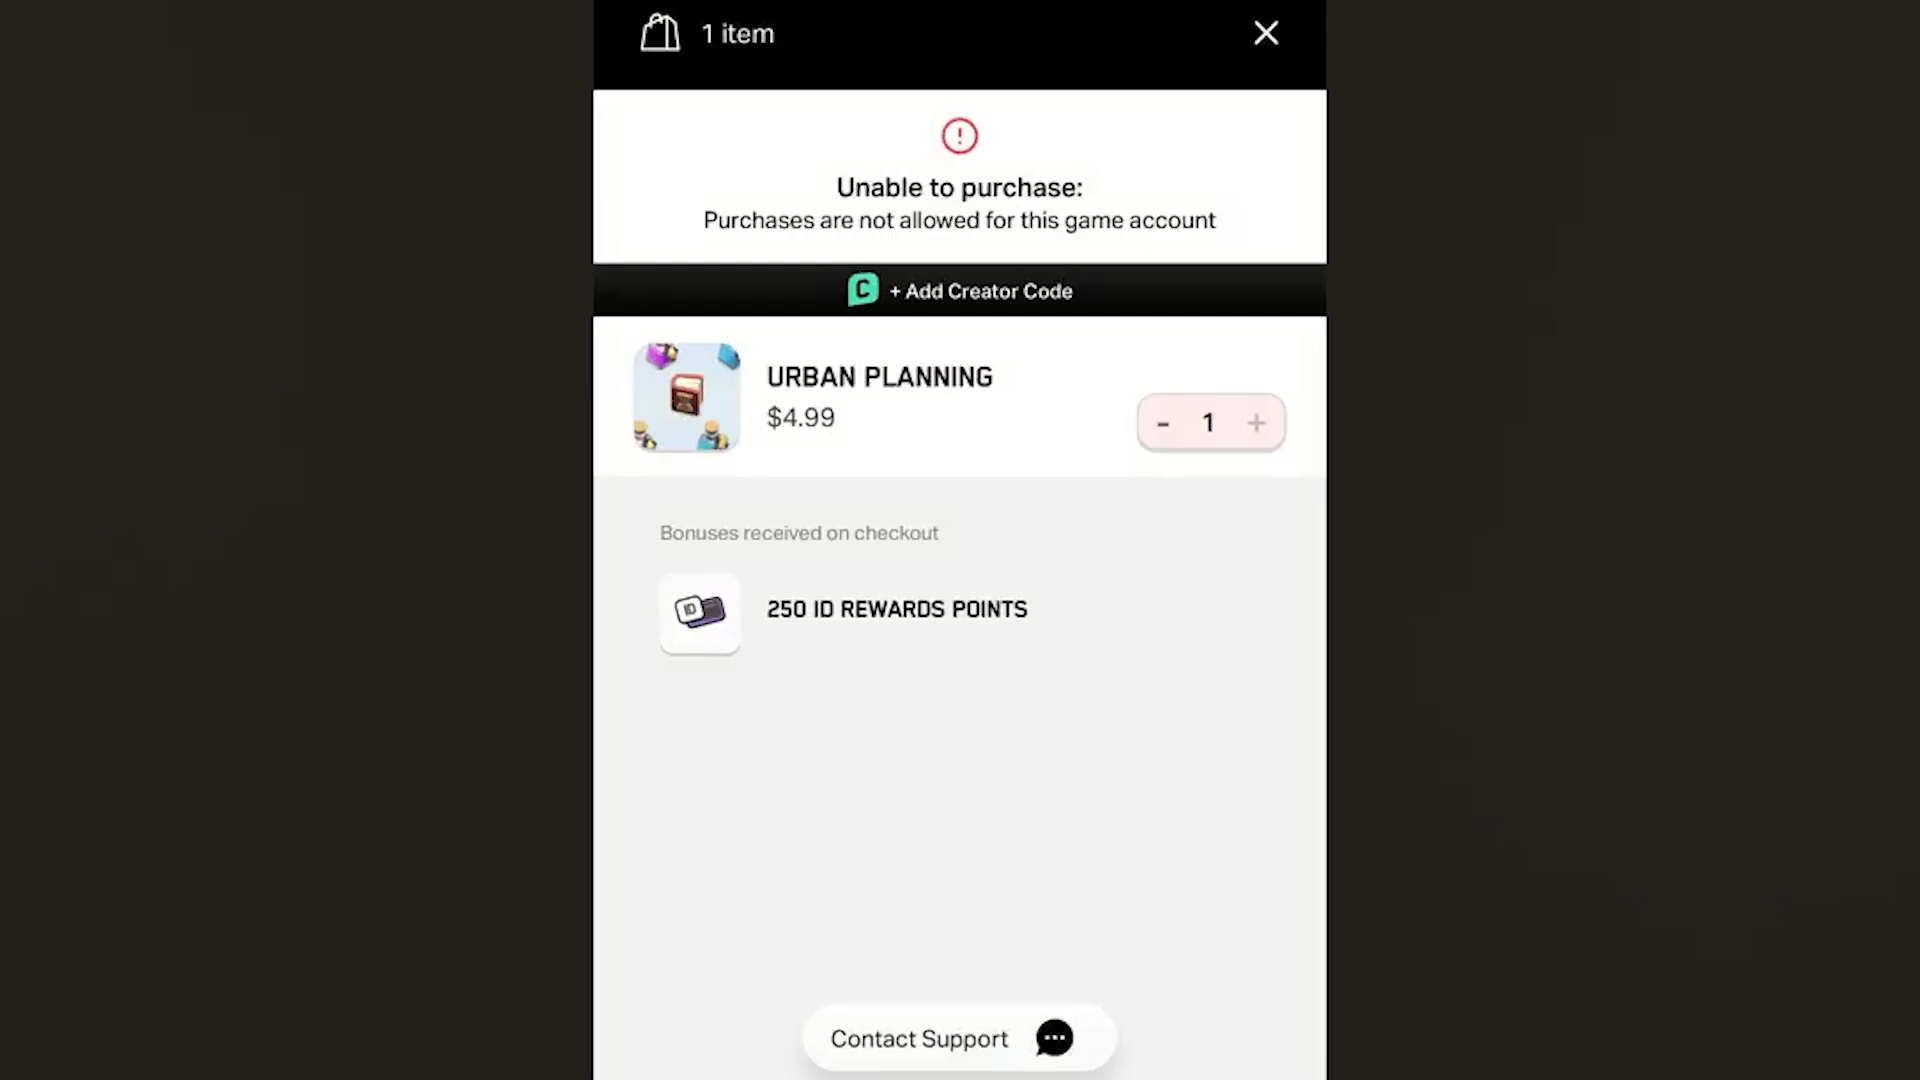 1 item
Unable to purchase:
Purchases are not allowed for this game account
C + Add Creator Code
URBAN PLANNING
$4.99
- 1 +
Bonuses received on checkout
ID
250 ID REWARDS POINTS
Contact Support